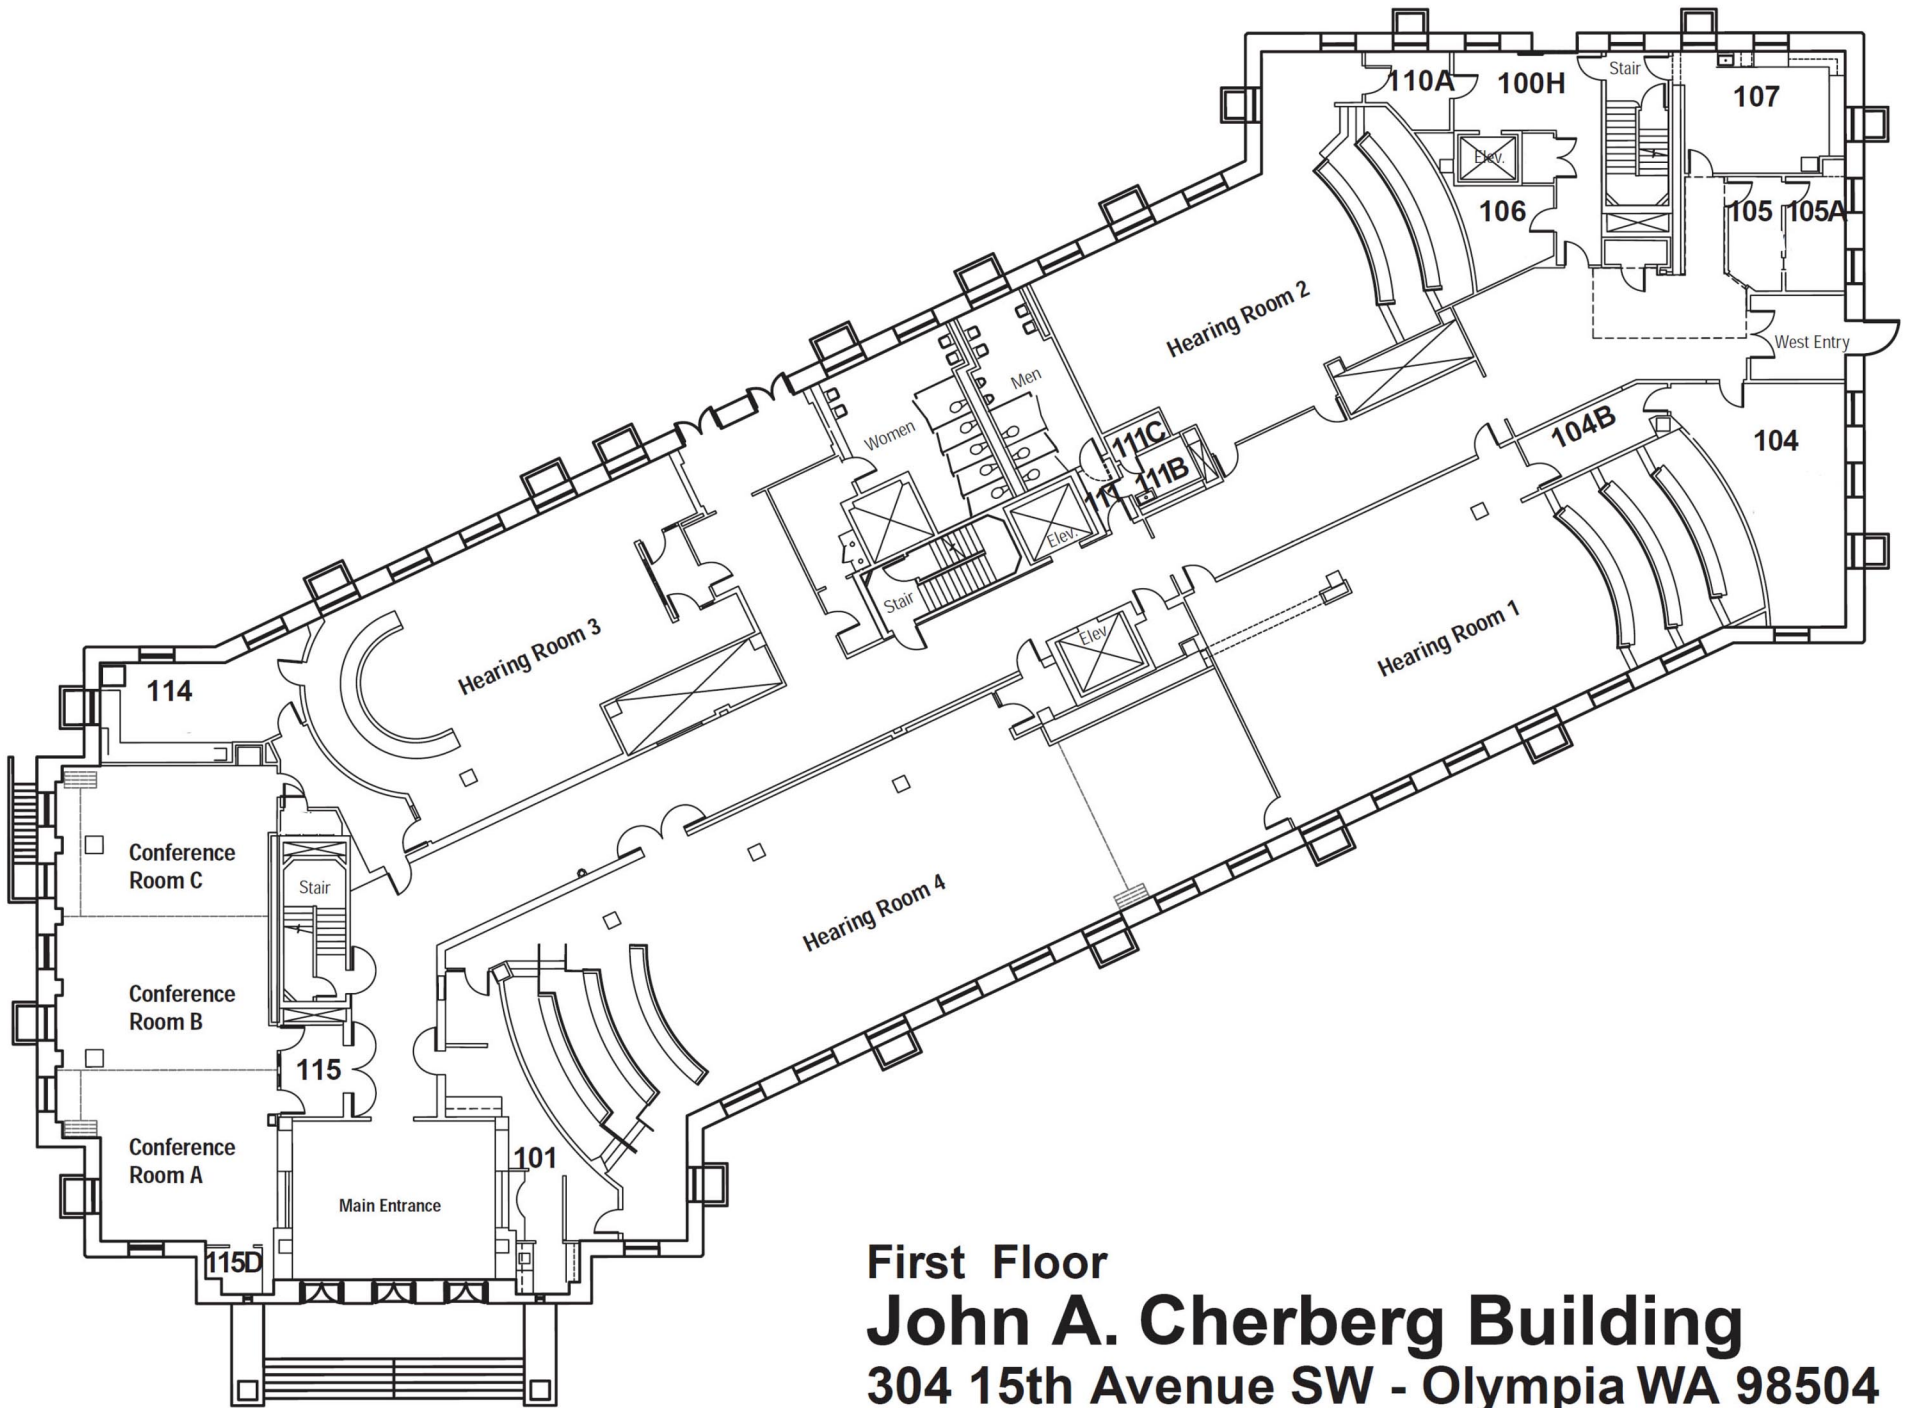 110A
100H
Stair
107
Elev.
106
105
105A
Hearing Room 2
West Entry
Men
Women
111C
111B
111
104B
104
Elev.
Stair
Elev
Hearing Room 3
Hearing Room 1
114
Conference
Room C
Stair
Hearing Room 4
Conference
Room B
115
Conference
Room A
101
Main Entrance
115D
First Floor
John A. Cherberg Building
304 15th Avenue SW - Olympia WA 98504